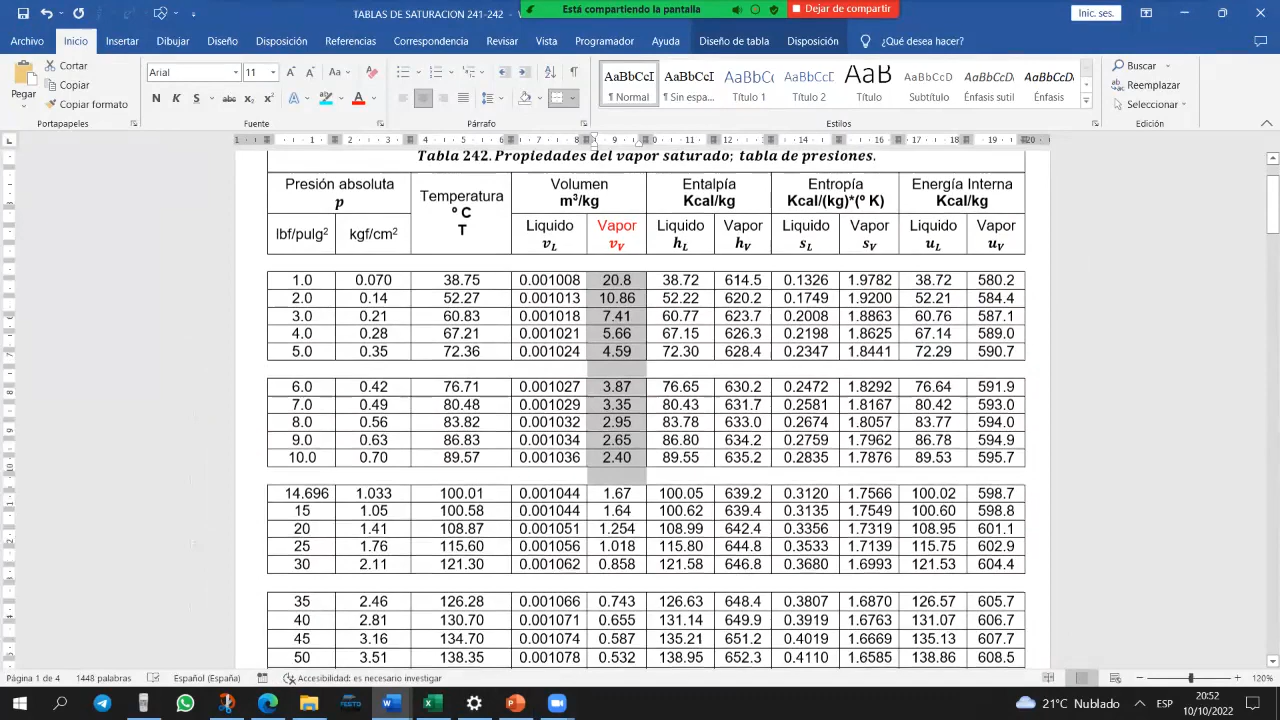 TABLAS DE SATURACION 241-242 -
Está compartiendo la pantalla
Dejar de compartir
Inic. ses.
Archivo Inicio Insertar Dibujar Diseño Disposición Referencias Correspondencia Revisar Vista Programador Ayuda Diseño de tabla Disposición ¿Qué desea hacer?
Pegar
Cortar
Copiar
Copiar formato
Portapapeles
Arial 11
Fuente
Párrafo
AaBbCcI ¶ Normal
AaBbCcI ¶ Sin espa...
AaBbCc Título 1
AaBbCcI Título 2
AaB Título
AaBbCcD Subtítulo
AaBbCcD Énfasis sutil
AaBbCcD Énfasis
Estilos
Buscar
Reemplazar
Seleccionar
Edición
Tabla 242. Propiedades del vapor saturado; tabla de presiones.
Presión absoluta p Temperatura º C T Volumen m³/kg Entalpía Kcal/kg Entropía Kcal/(kg)*(º K) Energía Interna Kcal/kg
lbf/pulg² kgf/cm² Liquido vL Vapor vV Liquido hL Vapor hV Liquido sL Vapor sV Liquido uL Vapor uV
1.0 0.070 38.75 0.001008 20.8 38.72 614.5 0.1326 1.9782 38.72 580.2
2.0 0.14 52.27 0.001013 10.86 52.22 620.2 0.1749 1.9200 52.21 584.4
3.0 0.21 60.83 0.001018 7.41 60.77 623.7 0.2008 1.8863 60.76 587.1
4.0 0.28 67.21 0.001021 5.66 67.15 626.3 0.2198 1.8625 67.14 589.0
5.0 0.35 72.36 0.001024 4.59 72.30 628.4 0.2347 1.8441 72.29 590.7
6.0 0.42 76.71 0.001027 3.87 76.65 630.2 0.2472 1.8292 76.64 591.9
7.0 0.49 80.48 0.001029 3.35 80.43 631.7 0.2581 1.8167 80.42 593.0
8.0 0.56 83.82 0.001032 2.95 83.78 633.0 0.2674 1.8057 83.77 594.0
9.0 0.63 86.83 0.001034 2.65 86.80 634.2 0.2759 1.7962 86.78 594.9
10.0 0.70 89.57 0.001036 2.40 89.55 635.2 0.2835 1.7876 89.53 595.7
14.696 1.033 100.01 0.001044 1.67 100.05 639.2 0.3120 1.7566 100.02 598.7
15 1.05 100.58 0.001044 1.64 100.62 639.4 0.3135 1.7549 100.60 598.8
20 1.41 108.87 0.001051 1.254 108.99 642.4 0.3356 1.7319 108.95 601.1
25 1.76 115.60 0.001056 1.018 115.80 644.8 0.3533 1.7139 115.75 602.9
30 2.11 121.30 0.001062 0.858 121.58 646.8 0.3680 1.6993 121.53 604.4
35 2.46 126.28 0.001066 0.743 126.63 648.4 0.3807 1.6870 126.57 605.7
40 2.81 130.70 0.001071 0.655 131.14 649.9 0.3919 1.6763 131.07 606.7
45 3.16 134.70 0.001074 0.587 135.21 651.2 0.4019 1.6669 135.13 607.7
50 3.51 138.35 0.001078 0.532 138.95 652.3 0.4110 1.6585 138.86 608.5
Página 1 de 4 1448 palabras Español (España) Accesibilidad: es necesario investigar 120%
21°C Nublado ESP 20:52
10/10/2022